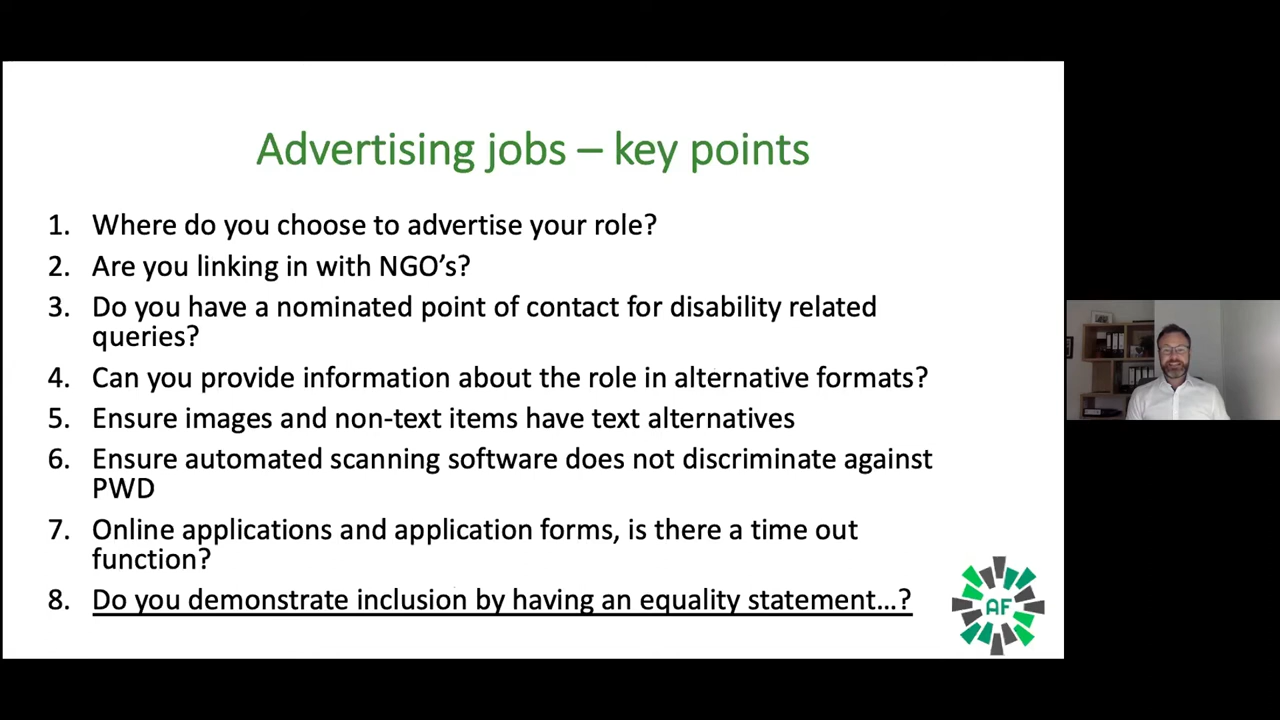 Advertising jobs – key points
1. Where do you choose to advertise your role?
2. Are you linking in with NGO’s?
3. Do you have a nominated point of contact for disability related
queries?
4. Can you provide information about the role in alternative formats?
5. Ensure images and non-text items have text alternatives
6. Ensure automated scanning software does not discriminate against
PWD
7. Online applications and application forms, is there a time out
function?
8. Do you demonstrate inclusion by having an equality statement…?
AF